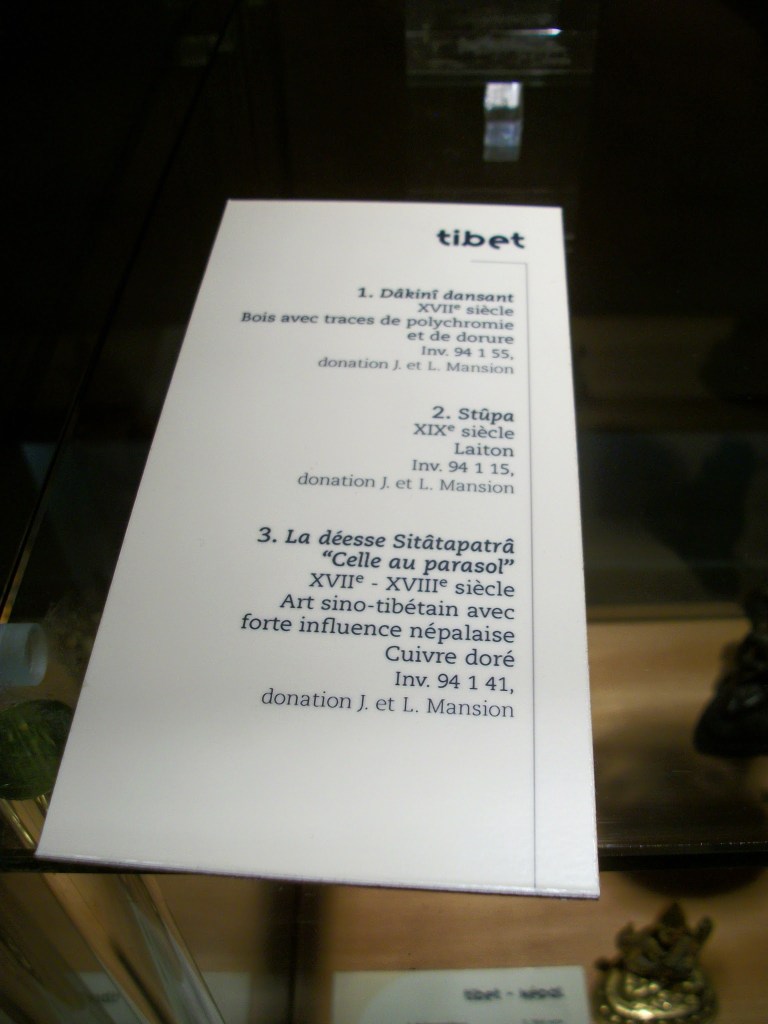 tibet
1. Dâkinî dansant
XVIIe siècle
Bois avec traces de polychromie
et de dorure
Inv. 94 1 55,
donation J. et L. Mansion
2. Stûpa
XIXe siècle
Laiton
Inv. 94 1 15,
donation J. et L. Mansion
3. La déesse Sitâtapatrâ
"Celle au parasol"
XVIIe - XVIIIe siècle
Art sino-tibétain avec
forte influence népalaise
Cuivre doré
Inv. 94 1 41,
donation J. et L. Mansion
tibet - népal